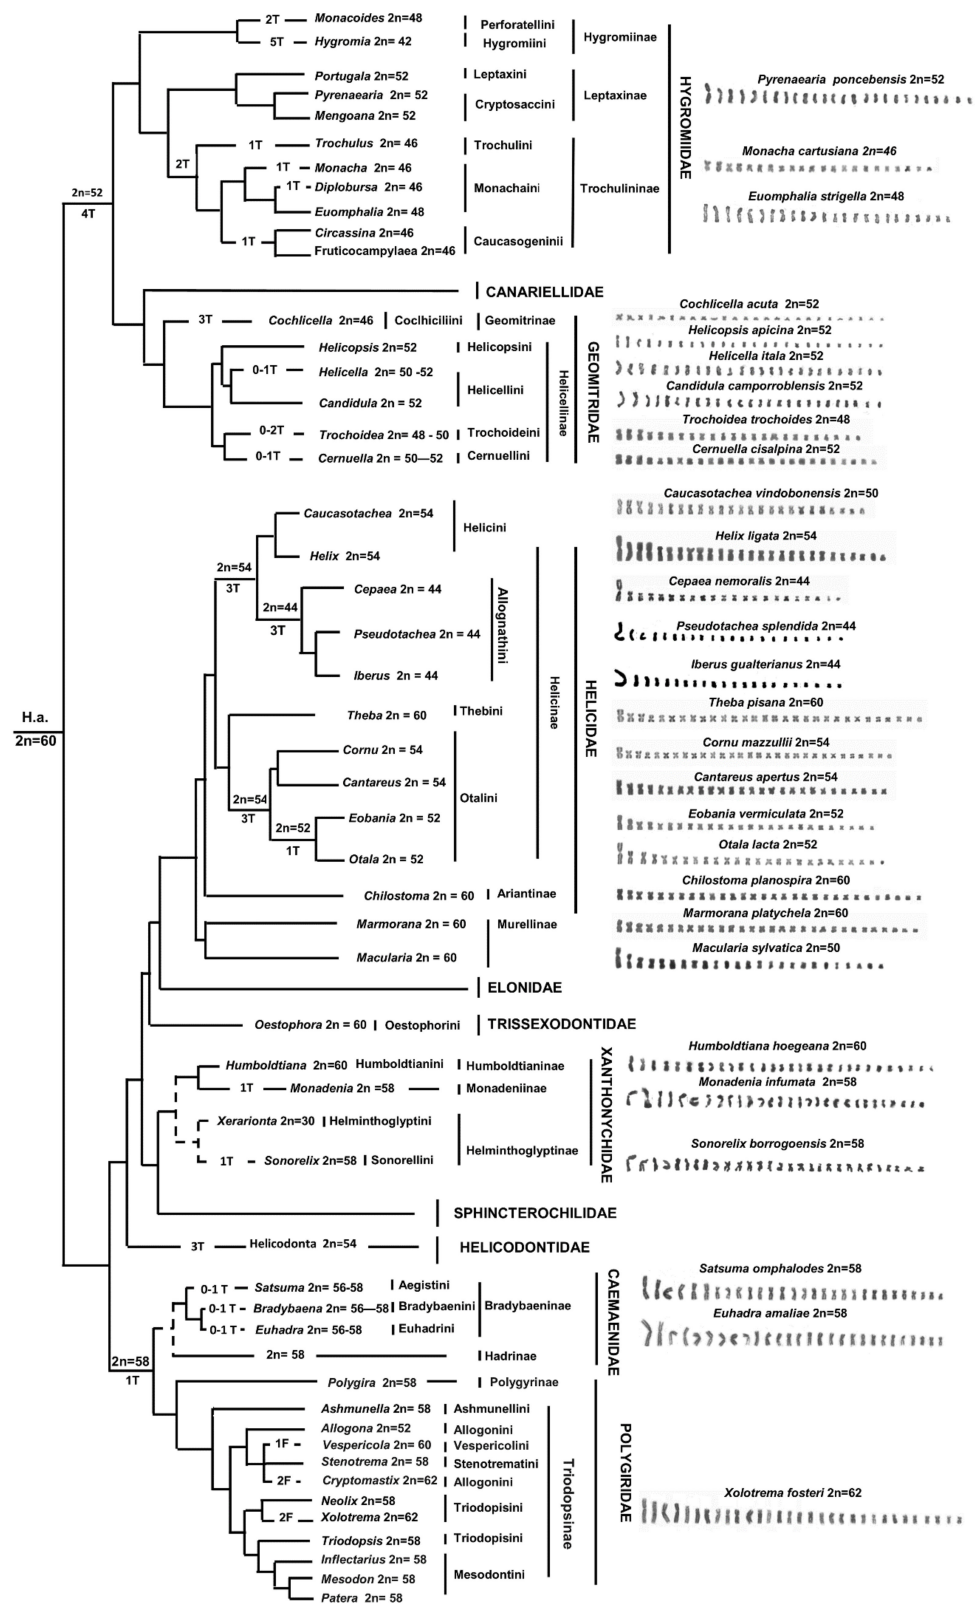 2T Monacoides 2n=48 Perforatellini
5T Hygromia 2n= 42 Hygromiini Hygromiinae
Portugala 2n=52 Leptaxini
Pyrenaearia 2n= 52 Cryptosaccini Leptaxinae
Mengoana 2n= 52
HYGROMIIDAE
Pyrenaearia poncebensis 2n=52
1T Trochulus 2n= 46 Trochulini
2T
1T Monacha 2n= 46 Monachaini
1T Diplobursa 2n= 46 Trochulininae
Euomphalia 2n= 48
1T Circassina 2n=46 Caucasogeninii
Fruticocampylaea 2n=46
Monacha cartusiana 2n=46
Euomphalia strigella 2n=48
2n=52
4T
CANARIELLIDAE
3T Cochlicella 2n=46 Coclhiciliini Geomitrinae
Helicopsis 2n=52 Helicopsini
0-1T Helicella 2n= 50 -52 Helicellini
Candidula 2n = 52
0-2T Trochoidea 2n= 48 - 50 Trochoideini
0-1T Cernuella 2n = 50—52 Cernuellini
Helicellinae
GEOMITRIDAE
Cochlicella acuta 2n=52
Helicopsis apicina 2n=52
Helicella itala 2n=52
Candidula camporroblensis 2n=52
Trochoidea trochoides 2n=48
Cernuella cisalpina 2n=52
Caucasotachea 2n=54 Helicini
Helix 2n=54
2n=54
3T
Cepaea 2n = 44
2n=44
3T
Pseudotachea 2n = 44
Iberus 2n = 44
Allognathini
Theba 2n = 60 Thebini
Cornu 2n = 54
Cantareus 2n = 54 Otalini
2n=54
3T
Eobania 2n = 52
2n=52
1T
Otala 2n = 52
Helicinae
HELICIDAE
Chilostoma 2n = 60 Ariantinae
Marmorana 2n = 60 Murellinae
Macularia 2n = 60
Caucasotachea vindobonensis 2n=50
Helix ligata 2n=54
Cepaea nemoralis 2n=44
Pseudotachea splendida 2n=44
Iberus gualterianus 2n=44
Theba pisana 2n=60
Cornu mazzullii 2n=54
Cantareus apertus 2n=54
Eobania vermiculata 2n=52
Otala lacta 2n=52
Chilostoma planospira 2n=60
Marmorana platychela 2n=60
Macularia sylvatica 2n=50
H.a.
2n=60
ELONIDAE
Oestophora 2n = 60 Oestophorini TRISSEXODONTIDAE
Humboldtiana 2n=60 Humboldtianini Humboldtianinae
1T Monadenia 2n =58 Monadeniinae
Xerarionta 2n=30 Helminthoglyptini
Helminthoglyptinae
1T Sonorelix 2n=58 Sonorellini
XANTHONYCHIDAE
Humboldtiana hoegeana 2n=60
Monadenia infumata 2n=58
Sonorelix borrogoensis 2n=58
SPHINCTEROCHILIDAE
3T Helicodonta 2n=54 HELICODONTIDAE
0-1 T Satsuma 2n= 56-58 Aegistini
0-1 T Bradybaena 2n= 56—58 Bradybaenini Bradybaeninae
0-1 T Euhadra 2n= 56-58 Euhadrini
2n= 58 Hadrinae
CAEMAENIDAE
Satsuma omphalodes 2n=58
Euhadra amaliae 2n=58
2n=58
1T
Polygira 2n=58 Polygyrinae
Ashmunella 2n= 58 Ashmunellini
Allogona 2n=52 Allogonini
1F Vespericola 2n= 60 Vespericolini
Stenotrema 2n= 58 Stenotrematini
2F Cryptomastix 2n=62 Allogonini
Neolix 2n=58 Triodopisini
2F Xolotrema 2n=62
Triodopsis 2n=58 Triodopisini
Inflectarius 2n= 58
Mesodon 2n= 58 Mesodontini
Patera 2n= 58
Triodopsinae
POLYGIRIDAE
Xolotrema fosteri 2n=62